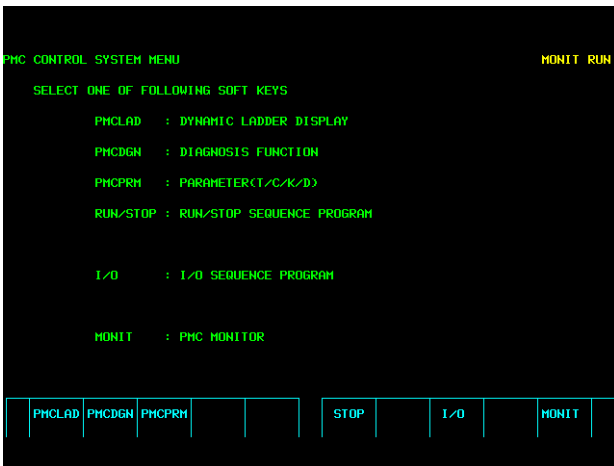 PMC CONTROL SYSTEM MENU MONIT RUN
SELECT ONE OF FOLLOWING SOFT KEYS
PMCLAD : DYNAMIC LADDER DISPLAY
PMCDGN : DIAGNOSIS FUNCTION
PMCPRM : PARAMETER(T/C/K/D)
RUN/STOP : RUN/STOP SEQUENCE PROGRAM
I/O : I/O SEQUENCE PROGRAM
MONIT : PMC MONITOR
PMCLAD PMCDGN PMCPRM STOP I/O MONIT